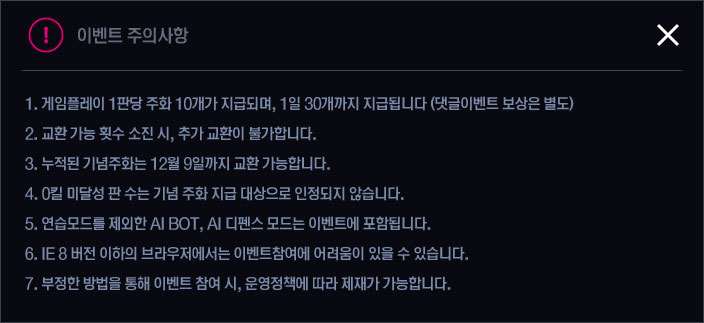 이벤트 주의사항
1. 게임플레이 1판당 주화 10개가 지급되며, 1일 30개까지 지급됩니다 (댓글이벤트 보상은 별도)
2. 교환 가능 횟수 소진 시, 추가 교환이 불가합니다.
3. 누적된 기념주화는 12월 9일까지 교환 가능합니다.
4. 0킬 미달성 판 수는 기념 주화 지급 대상으로 인정되지 않습니다.
5. 연습모드를 제외한 AI BOT, AI 디펜스 모드는 이벤트에 포함됩니다.
6. IE 8 버전 이하의 브라우저에서는 이벤트참여에 어려움이 있을 수 있습니다.
7. 부정한 방법을 통해 이벤트 참여 시, 운영정책에 따라 제재가 가능합니다.